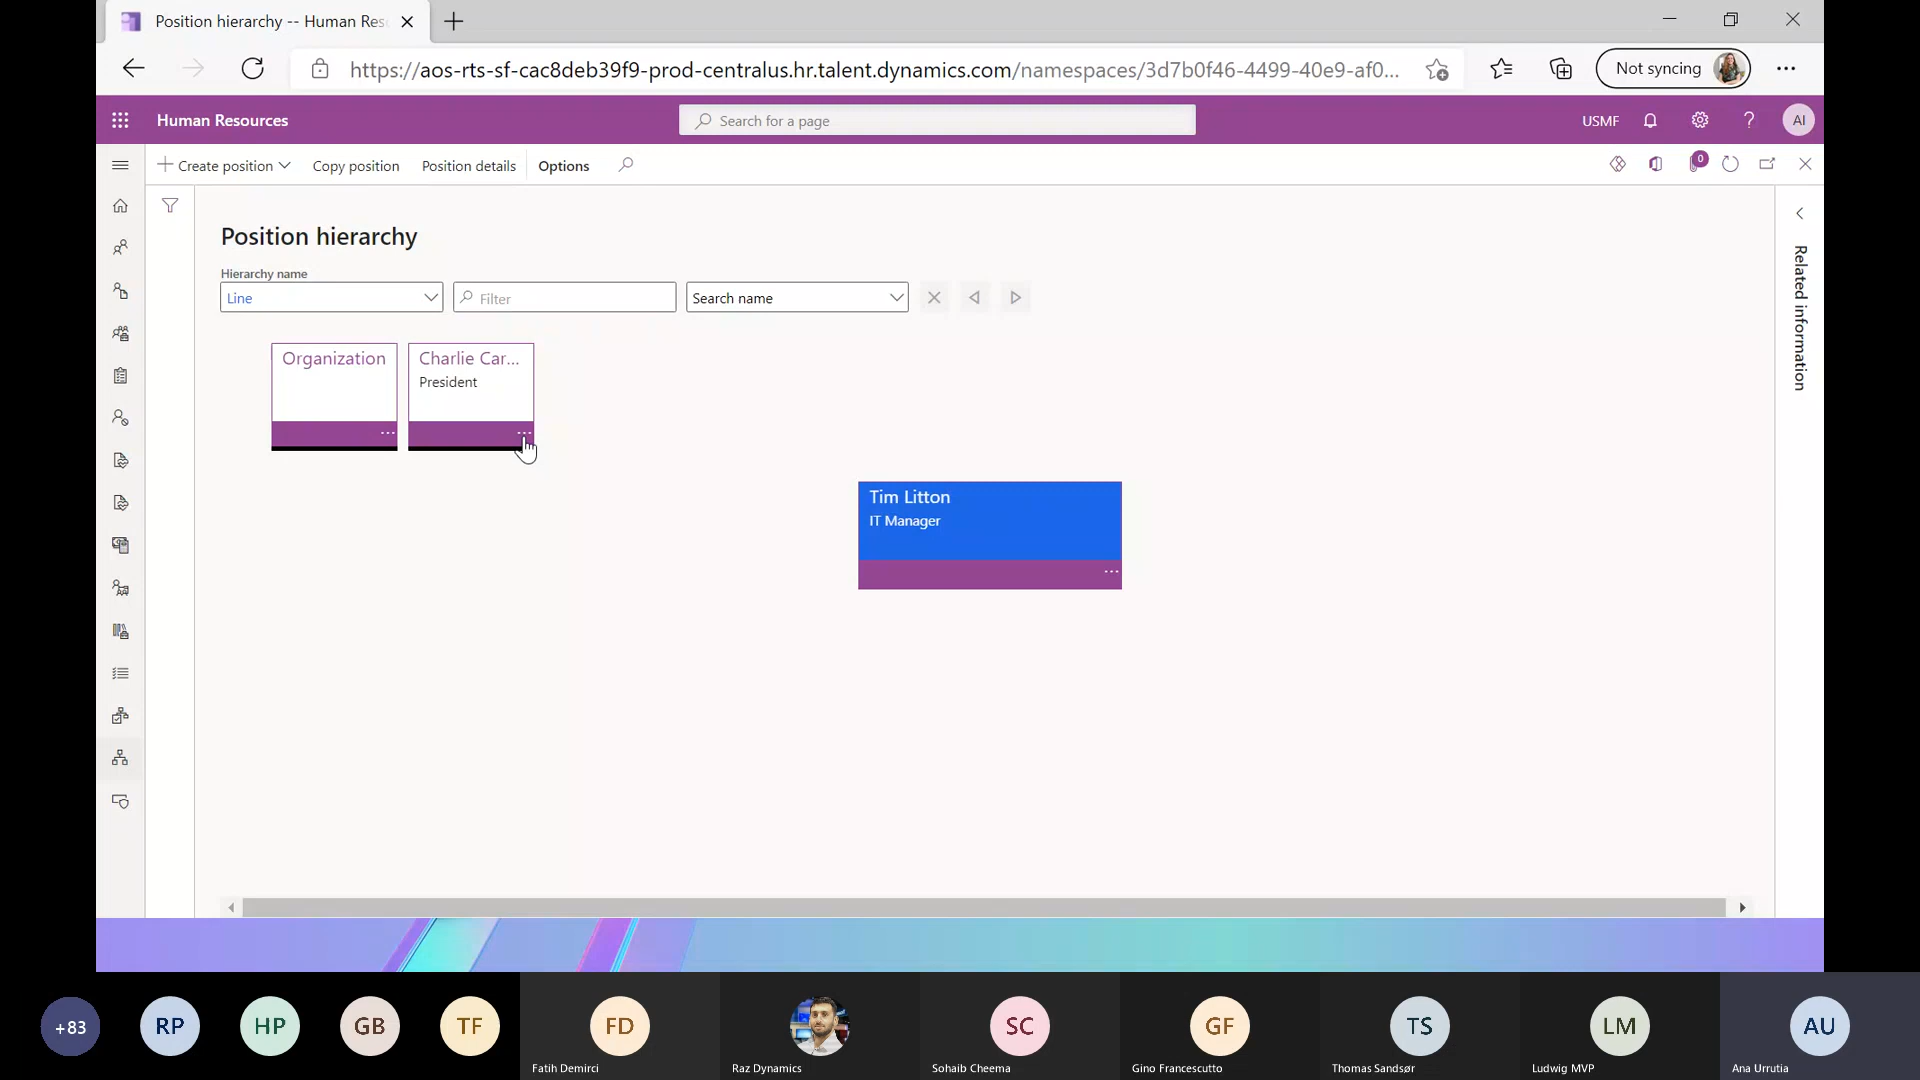 Position hierarchy -- Human Res
https://aos-rts-sf-cac8deb39f9-prod-centralus.hr.talent.dynamics.com/namespaces/3d7b0f46-4499-40e9-af0...
Not syncing
Human Resources
Search for a page
USMF
AI
Create position
Copy position
Position details
Options
0
Position hierarchy
Hierarchy name
Line
Filter
Search name
Related information
Organization
...
Charlie Car...
President
...
Tim Litton
IT Manager
...
+83
RP
HP
GB
TF
FD
SC
GF
TS
LM
AU
Fatih Demirci
Raz Dynamics
Sohaib Cheema
Gino Francescutto
Thomas Sandsør
Ludwig MVP
Ana Urrutia